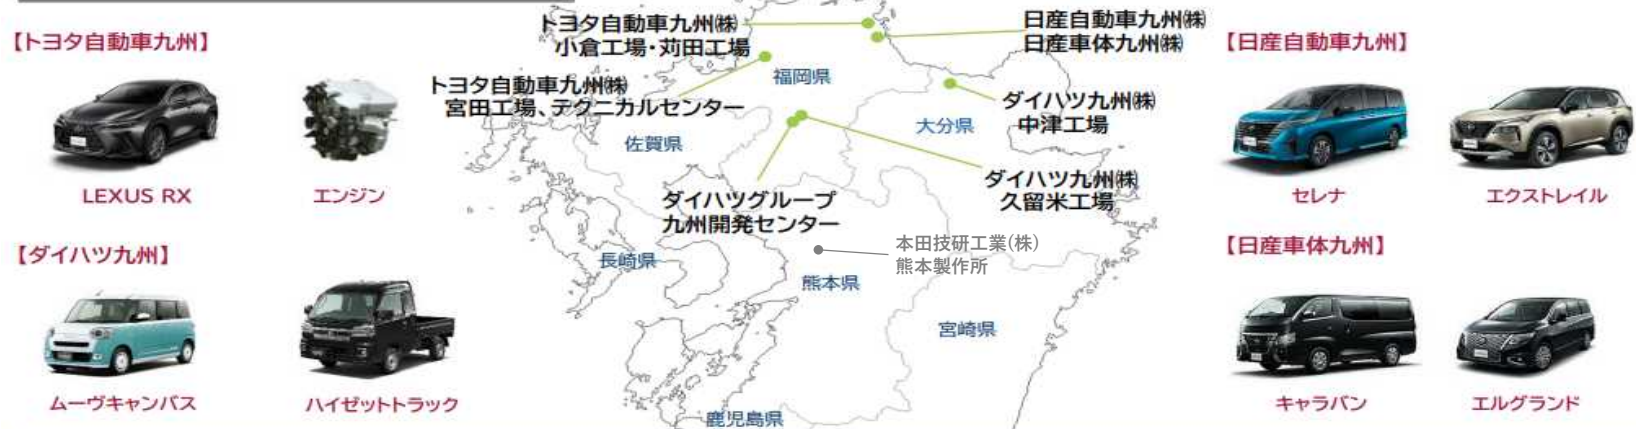 【トヨタ自動車九州】
LEXUS RX
エンジン
【ダイハツ九州】
ムーヴキャンバス
ハイゼットトラック
トヨタ自動車九州㈱
小倉工場・苅田工場
トヨタ自動車九州㈱
宮田工場、テクニカルセンター
福岡県
佐賀県
大分県
長崎県
熊本県
宮崎県
鹿児島県
ダイハツグループ
九州開発センター
本田技研工業(株)
熊本製作所
日産自動車九州㈱
日産車体九州㈱
ダイハツ九州㈱
中津工場
ダイハツ九州㈱
久留米工場
【日産自動車九州】
セレナ
エクストレイル
【日産車体九州】
キャラバン
エルグランド